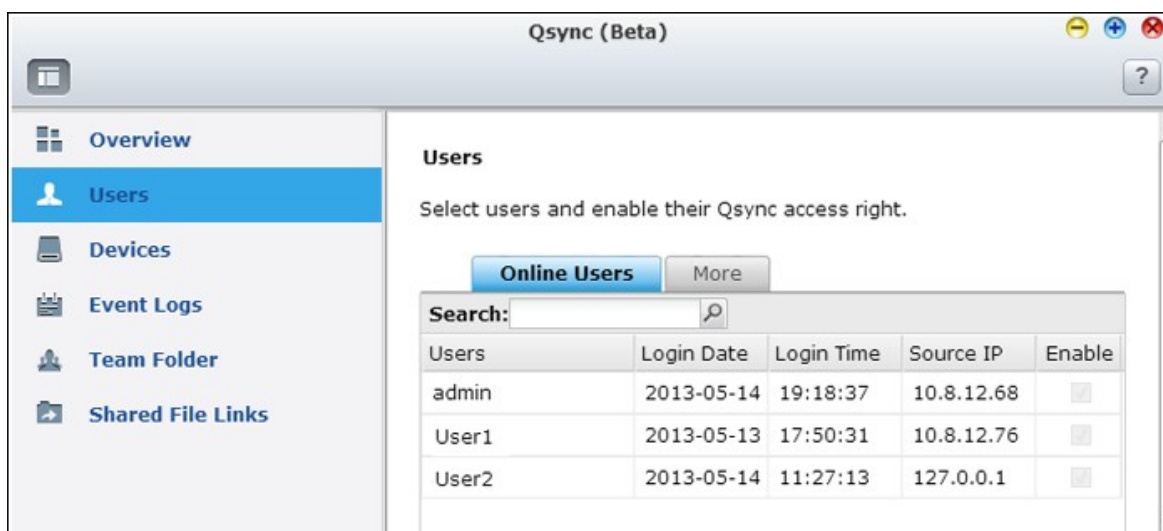 Qsync (Beta)
?
Overview
Users
Devices
Event Logs
Team Folder
Shared File Links
Users
Select users and enable their Qsync access right.
Online Users More
Search:
Users Login Date Login Time Source IP Enable
admin 2013-05-14 19:18:37 10.8.12.68
User1 2013-05-13 17:50:31 10.8.12.76
User2 2013-05-14 11:27:13 127.0.0.1